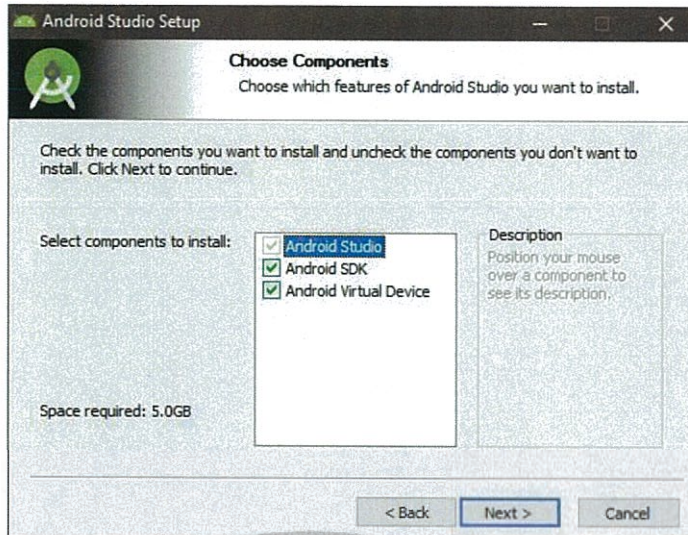 Android Studio Setup
Choose Components
Choose which features of Android Studio you want to install.
Check the components you want to install and uncheck the components you don't want to
install. Click Next to continue.
Select components to install:
Android Studio
Android SDK
Android Virtual Device
Description
Position your mouse
over a component to
see its description.
Space required: 5.0GB
< Back
Next >
Cancel